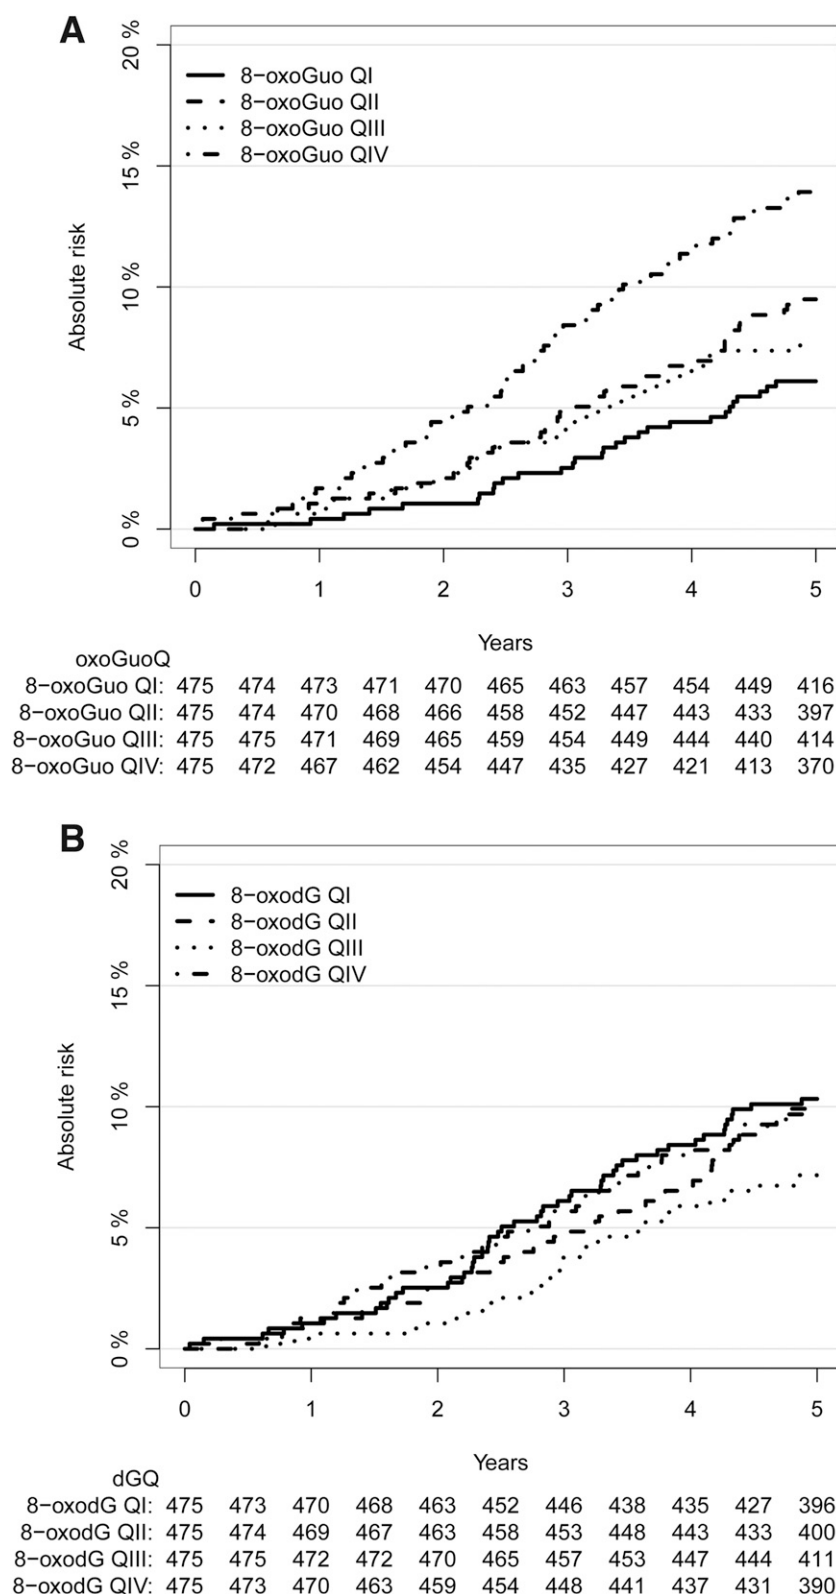 A
20 %
15 %
10 %
5 %
0 %
Absolute risk
8−oxoGuo QI
8−oxoGuo QII
8−oxoGuo QIII
8−oxoGuo QIV
0 1 2 3 4 5
Years
oxoGuoQ
8−oxoGuo QI: 475 474 473 471 470 465 463 457 454 449 416
8−oxoGuo QII: 475 474 470 468 466 458 452 447 443 433 397
8−oxoGuo QIII: 475 475 471 469 465 459 454 449 444 440 414
8−oxoGuo QIV: 475 472 467 462 454 447 435 427 421 413 370
B
20 %
15 %
10 %
5 %
0 %
Absolute risk
8−oxodG QI
8−oxodG QII
8−oxodG QIII
8−oxodG QIV
0 1 2 3 4 5
Years
dGQ
8−oxodG QI: 475 473 470 468 463 452 446 438 435 427 396
8−oxodG QII: 475 474 469 467 463 458 453 448 443 433 400
8−oxodG QIII: 475 475 472 472 470 465 457 453 447 444 411
8−oxodG QIV: 475 473 470 463 459 454 448 441 437 431 390